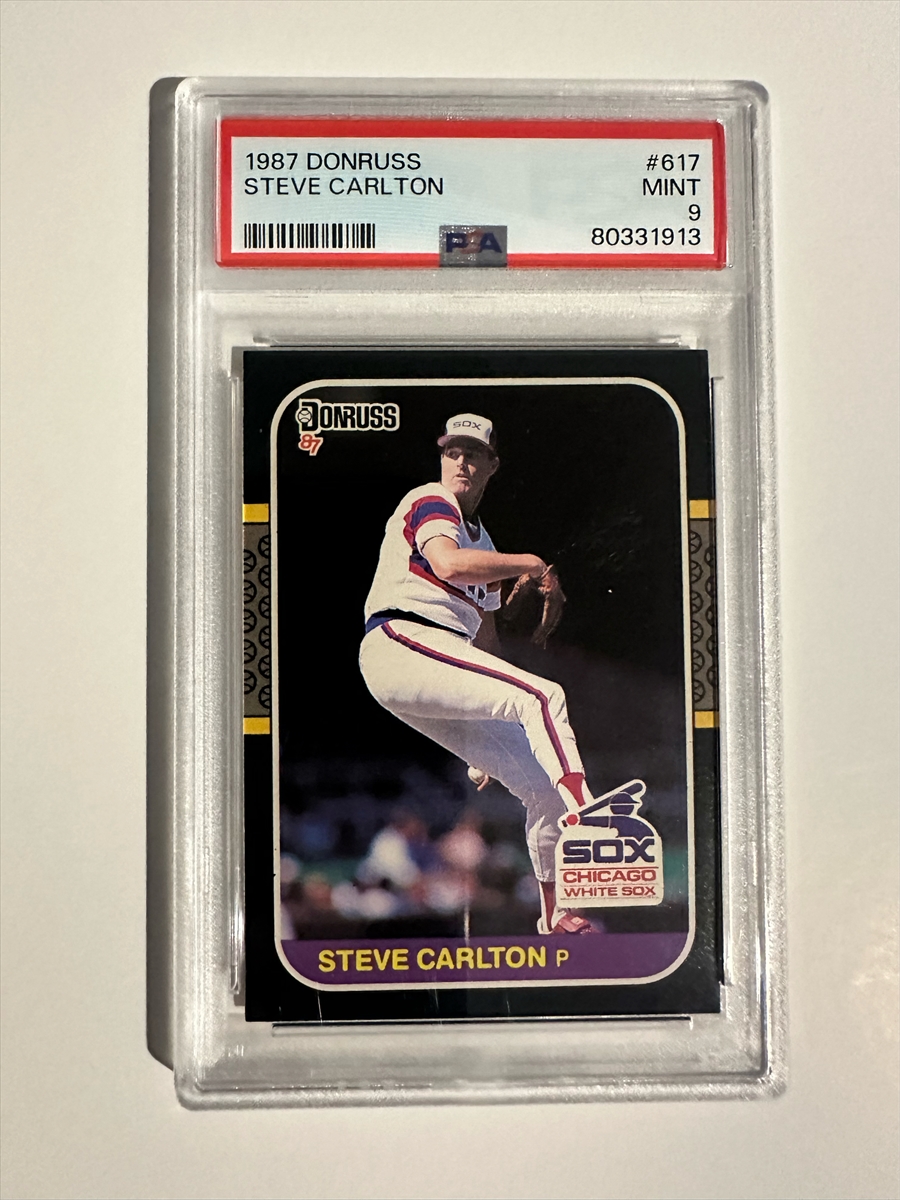 1987 DONRUSS #617
STEVE CARLTON MINT
9
80331913
PSA
DONRUSS
87
SOX
SOX
CHICAGO
WHITE SOX
STEVE CARLTON P